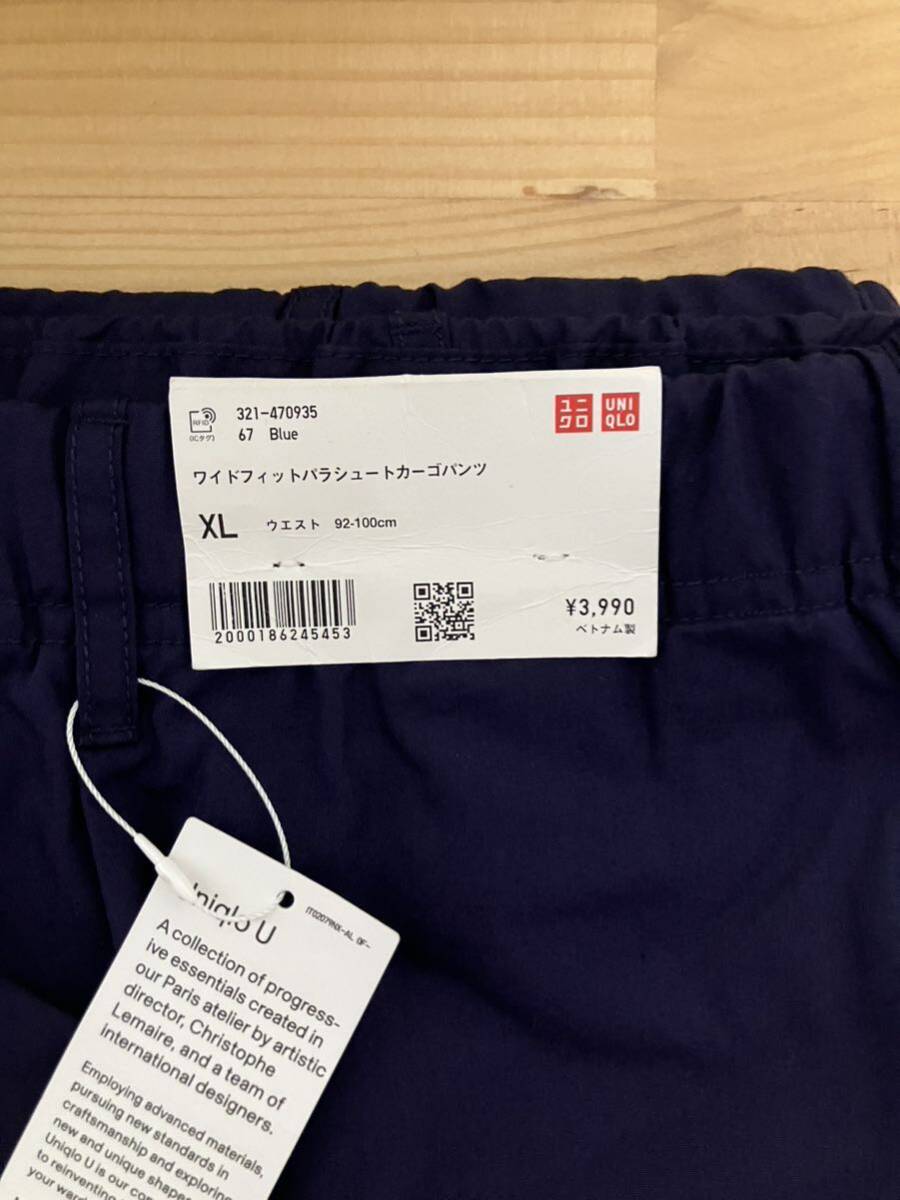 RFID
(ICタグ)
321-470935
67 Blue
ユニ
クロ
UNI
QLO
ワイドフィットパラシュートカーゴパンツ
XL ウエスト 92-100cm
2000186245453
¥3,990
ベトナム製
Uniqlo U
A collection of progress-
ive essentials created in
our Paris atelier by artistic
director, Christophe
Lemaire, and a team of
international designers.
Employing advanced materials,
pursuing new standards in
craftsmanship and exploring
new and unique shapes
Uniqlo U is our
to reinventing
your